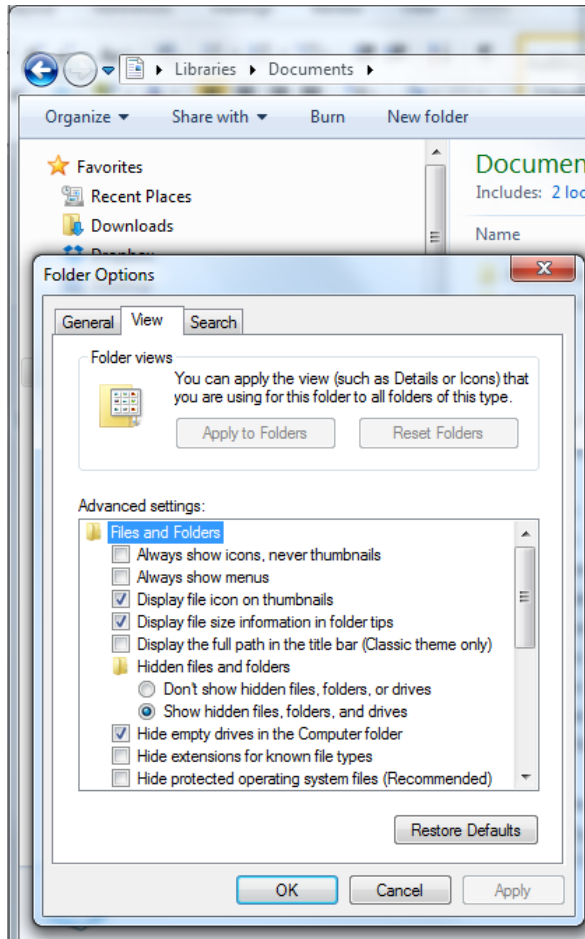 Libraries Documents
Organize Share with Burn New folder
Favorites
Recent Places
Downloads
Dropbox
Documen
Includes: 2 loc
Name
Folder Options
General View Search
Folder views
You can apply the view (such as Details or Icons) that
you are using for this folder to all folders of this type.
Apply to Folders Reset Folders
Advanced settings:
Files and Folders
Always show icons, never thumbnails
Always show menus
Display file icon on thumbnails
Display file size information in folder tips
Display the full path in the title bar (Classic theme only)
Hidden files and folders
Don't show hidden files, folders, or drives
Show hidden files, folders, and drives
Hide empty drives in the Computer folder
Hide extensions for known file types
Hide protected operating system files (Recommended)
Restore Defaults
OK Cancel Apply